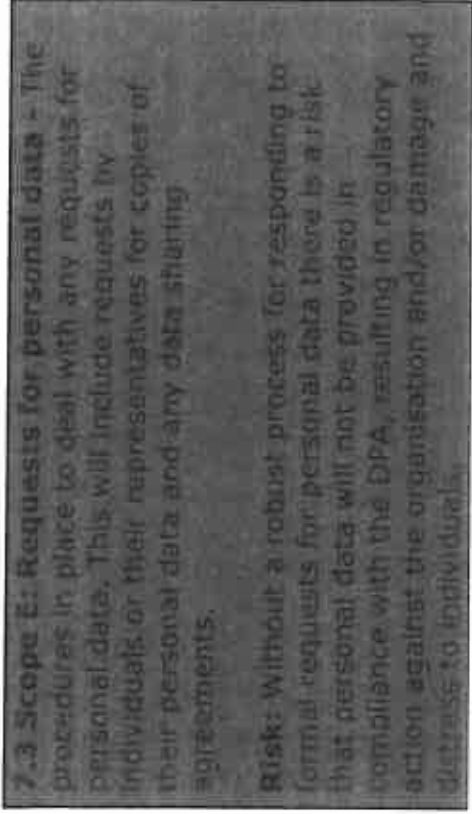 7.3 Scope E: Requests for personal data - The
procedures in place to deal with any requests for
personal data. This will include requests by
individuals or their representatives for copies of
their personal data and any data sharing
agreements.
Risk: Without a robust process for responding to
formal requests for personal data there is a risk
that personal data will not be provided in
compliance with the DPA, resulting in regulatory
action against the organisation and/or damage and
distress to individuals.